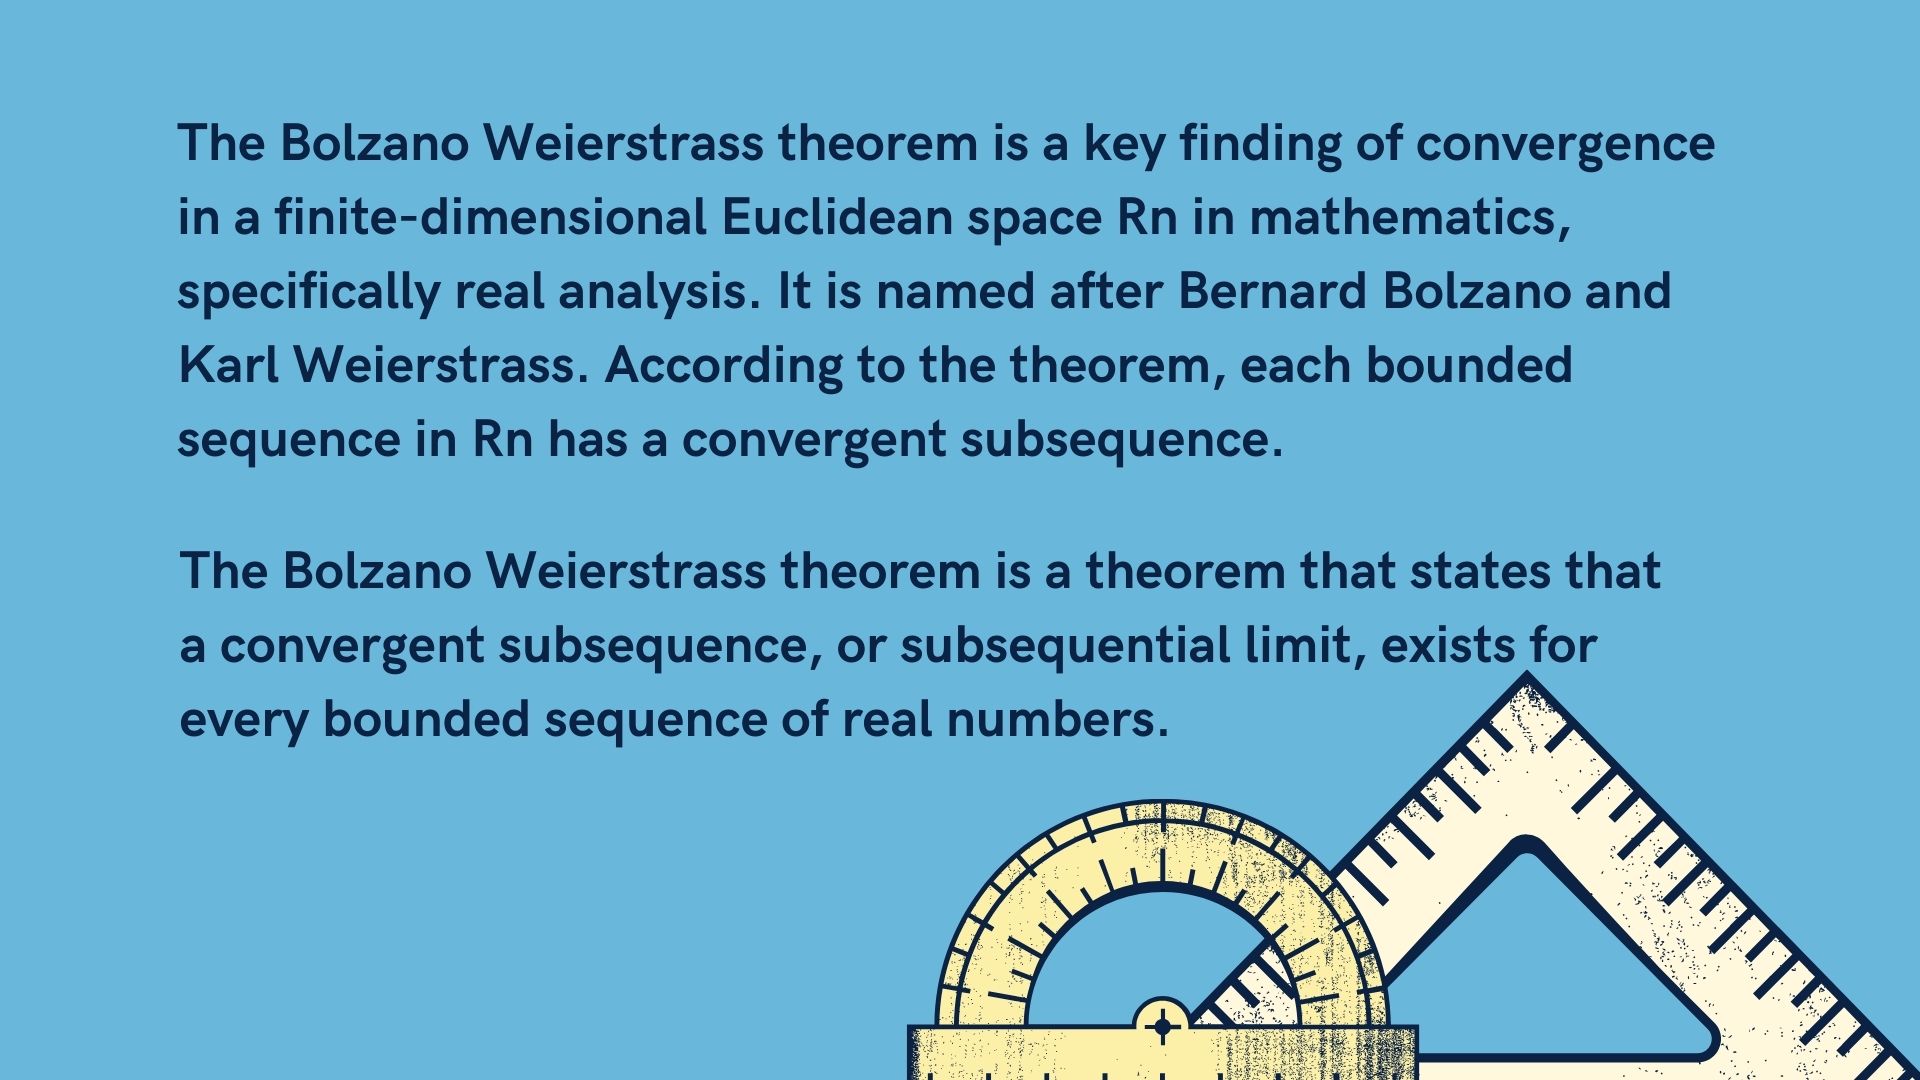 The Bolzano Weierstrass theorem is a key finding of convergence
in a finite-dimensional Euclidean space Rn in mathematics,
specifically real analysis. It is named after Bernard Bolzano and
Karl Weierstrass. According to the theorem, each bounded
sequence in Rn has a convergent subsequence.
The Bolzano Weierstrass theorem is a theorem that states that
a convergent subsequence, or subsequential limit, exists for
every bounded sequence of real numbers.